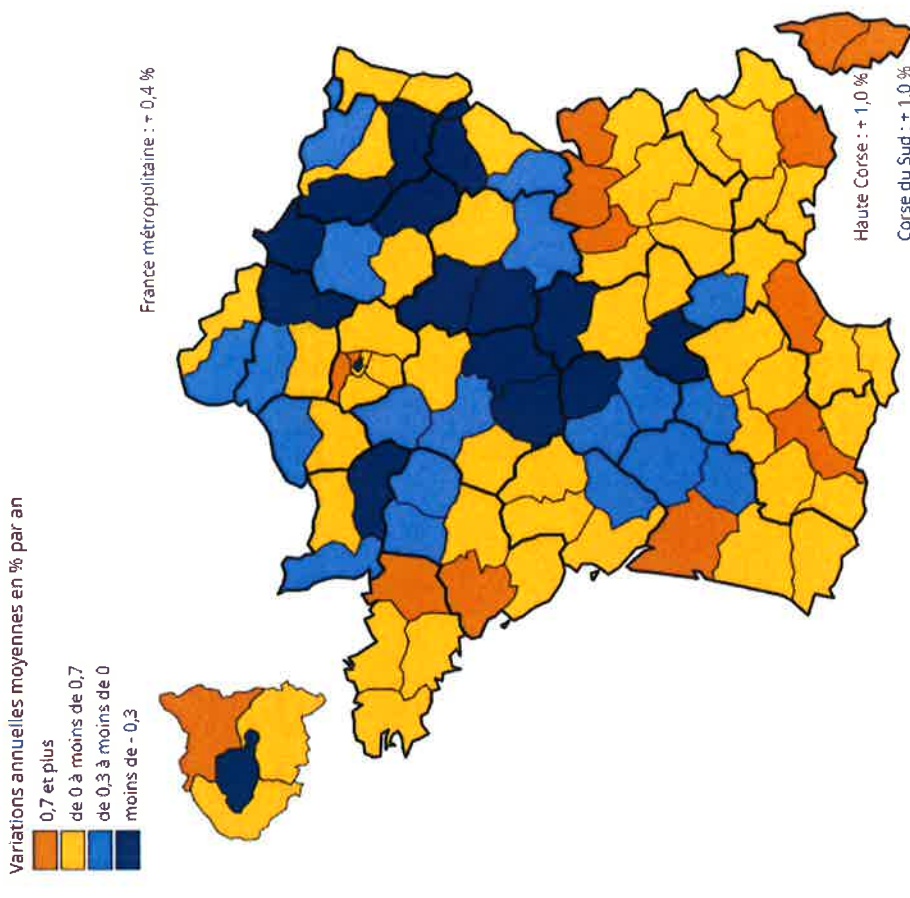 Variations annuelles moyennes en % par an
0,7 et plus
de 0 à moins de 0,7
de 0,3 à moins de 0
moins de - 0,3
France métropolitaine : + 0,4 %
Haute Corse : + 1,0 %
Corse du Sud : + 1,0 %